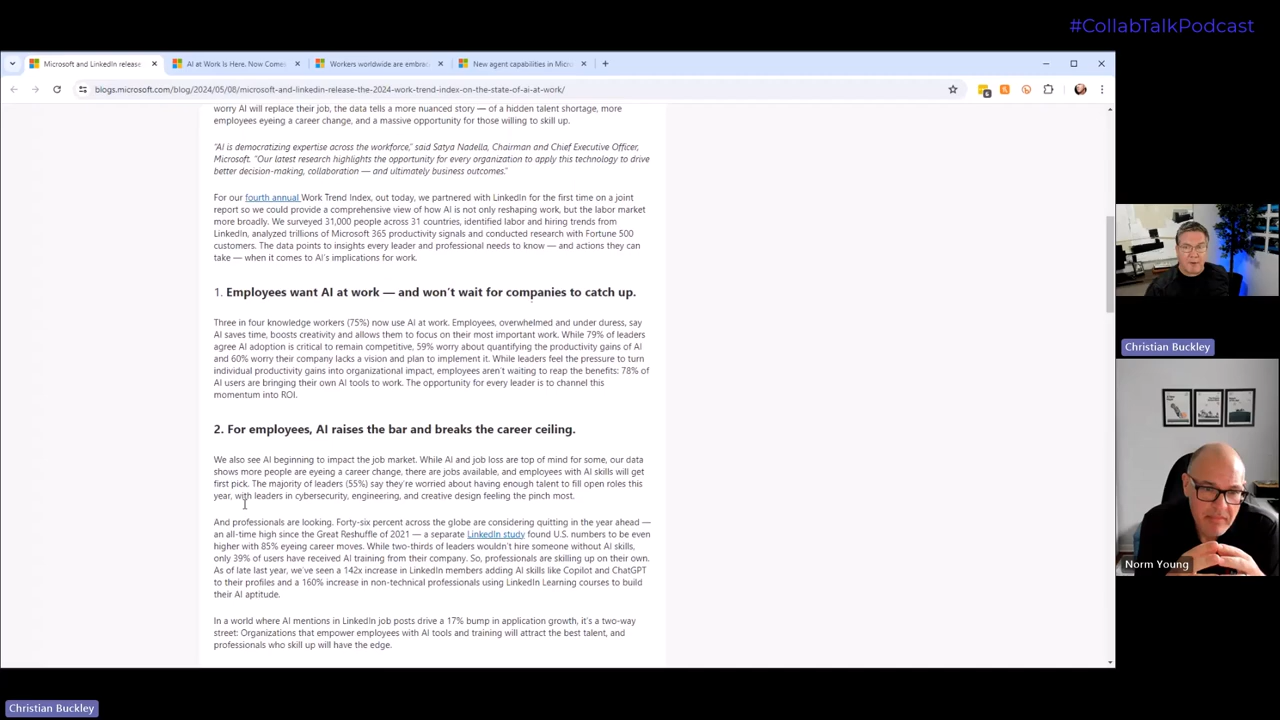 #CollabTalkPodcast
Microsoft and LinkedIn release
AI at Work Is Here. Now Comes
Workers worldwide are embrac
New agent capabilities in Micro
blogs.microsoft.com/blog/2024/05/08/microsoft-and-linkedin-release-the-2024-work-trend-index-on-the-state-of-ai-at-work/
worry AI will replace their job, the data tells a more nuanced story — of a hidden talent shortage, more
employees eyeing a career change, and a massive opportunity for those willing to skill up.
“AI is democratizing expertise across the workforce,” said Satya Nadella, Chairman and Chief Executive Officer,
Microsoft. “Our latest research highlights the opportunity for every organization to apply this technology to drive
better decision-making, collaboration — and ultimately business outcomes.”
For our fourth annual Work Trend Index, out today, we partnered with LinkedIn for the first time on a joint
report so we could provide a comprehensive view of how AI is not only reshaping work, but the labor market
more broadly. We surveyed 31,000 people across 31 countries, identified labor and hiring trends from
LinkedIn, analyzed trillions of Microsoft 365 productivity signals and conducted research with Fortune 500
customers. The data points to insights every leader and professional needs to know — and actions they can
take — when it comes to AI’s implications for work.
1. Employees want AI at work — and won’t wait for companies to catch up.
Three in four knowledge workers (75%) now use AI at work. Employees, overwhelmed and under duress, say
AI saves time, boosts creativity and allows them to focus on their most important work. While 79% of leaders
agree AI adoption is critical to remain competitive, 59% worry about quantifying the productivity gains of AI
and 60% worry their company lacks a vision and plan to implement it. While leaders feel the pressure to turn
individual productivity gains into organizational impact, employees aren’t waiting to reap the benefits: 78% of
AI users are bringing their own AI tools to work. The opportunity for every leader is to channel this
momentum into ROI.
2. For employees, AI raises the bar and breaks the career ceiling.
We also see AI beginning to impact the job market. While AI and job loss are top of mind for some, our data
shows more people are eyeing a career change, there are jobs available, and employees with AI skills will get
first pick. The majority of leaders (55%) say they’re worried about having enough talent to fill open roles this
year, with leaders in cybersecurity, engineering, and creative design feeling the pinch most.
And professionals are looking. Forty-six percent across the globe are considering quitting in the year ahead —
an all-time high since the Great Reshuffle of 2021 — a separate LinkedIn study found U.S. numbers to be even
higher with 85% eyeing career moves. While two-thirds of leaders wouldn’t hire someone without AI skills,
only 39% of users have received AI training from their company. So, professionals are skilling up on their own.
As of late last year, we’ve seen a 142x increase in LinkedIn members adding AI skills like Copilot and ChatGPT
to their profiles and a 160% increase in non-technical professionals using LinkedIn Learning courses to build
their AI aptitude.
In a world where AI mentions in LinkedIn job posts drive a 17% bump in application growth, it’s a two-way
street: Organizations that empower employees with AI tools and training will attract the best talent, and
professionals who skill up will have the edge.
Christian Buckley
Norm Young
Christian Buckley